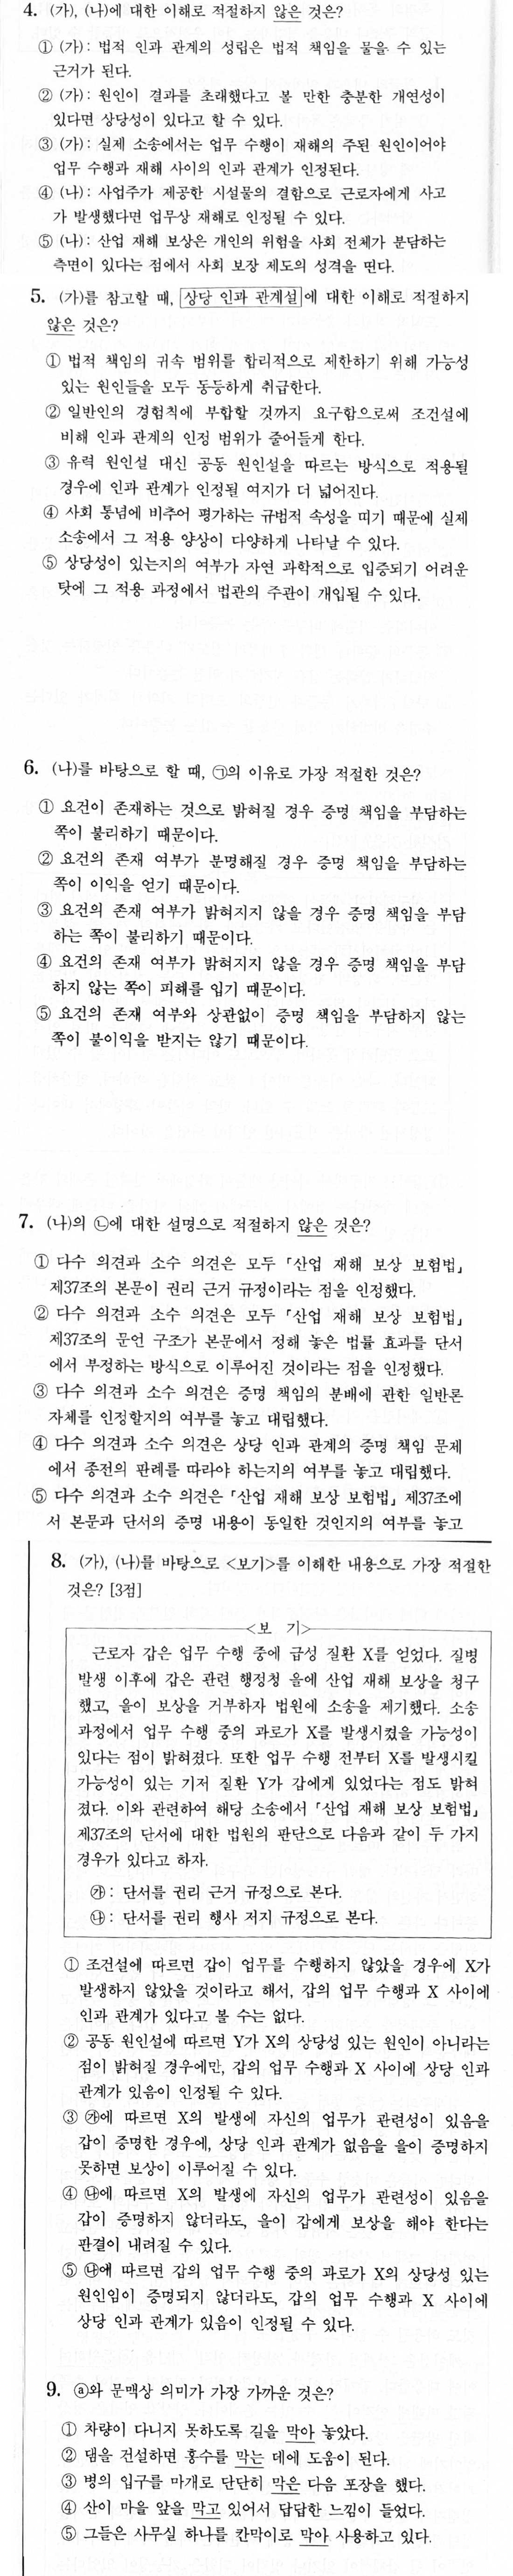 4. (가), (나)에 대한 이해로 적절하지 않은 것은?
① (가): 법적 인과 관계의 성립은 법적 책임을 물을 수 있는
근거가 된다.
② (가): 원인이 결과를 초래했다고 볼 만한 충분한 개연성이
있다면 상당성이 있다고 할 수 있다.
③ (가): 실제 소송에서는 업무 수행이 재해의 주된 원인이어야
업무 수행과 재해 사이의 인과 관계가 인정된다.
④ (나): 사업주가 제공한 시설물의 결함으로 근로자에게 사고
가 발생했다면 업무상 재해로 인정될 수 있다.
⑤ (나): 산업 재해 보상은 개인의 위험을 사회 전체가 분담하는
측면이 있다는 점에서 사회 보장 제도의 성격을 띤다.
5. (가)를 참고할 때, 상당 인과 관계설에 대한 이해로 적절하지
않은 것은?
① 법적 책임의 귀속 범위를 합리적으로 제한하기 위해 가능성
있는 원인들을 모두 동등하게 취급한다.
② 일반인의 경험칙에 부합할 것까지 요구함으로써 조건설에
비해 인과 관계의 인정 범위가 줄어들게 한다.
③ 유력 원인설 대신 공동 원인설을 따르는 방식으로 적용될
경우에 인과 관계가 인정될 여지가 더 넓어진다.
④ 사회 통념에 비추어 평가하는 규범적 속성을 띠기 때문에 실제
소송에서 그 적용 양상이 다양하게 나타날 수 있다.
⑤ 상당성이 있는지의 여부가 자연 과학적으로 입증되기 어려운
탓에 그 적용 과정에서 법관의 주관이 개입될 수 있다.
6. (나)를 바탕으로 할 때, ㉠의 이유로 가장 적절한 것은?
① 요건이 존재하는 것으로 밝혀질 경우 증명 책임을 부담하는
쪽이 불리하기 때문이다.
② 요건의 존재 여부가 분명해질 경우 증명 책임을 부담하는
쪽이 이익을 얻기 때문이다.
③ 요건의 존재 여부가 밝혀지지 않을 경우 증명 책임을 부담
하는 쪽이 불리하기 때문이다.
④ 요건의 존재 여부가 밝혀지지 않을 경우 증명 책임을 부담
하지 않는 쪽이 피해를 입기 때문이다.
⑤ 요건의 존재 여부와 상관없이 증명 책임을 부담하지 않는
쪽이 불이익을 받지는 않기 때문이다.
7. (나)의 ㉡에 대한 설명으로 적절하지 않은 것은?
① 다수 의견과 소수 의견은 모두 「산업 재해 보상 보험법」
제37조의 본문이 권리 근거 규정이라는 점을 인정했다.
② 다수 의견과 소수 의견은 모두 「산업 재해 보상 보험법」
제37조의 문언 구조가 본문에서 정해 놓은 법률 효과를 단서
에서 부정하는 방식으로 이루어진 것이라는 점을 인정했다.
③ 다수 의견과 소수 의견은 증명 책임의 분배에 관한 일반론
자체를 인정할지의 여부를 놓고 대립했다.
④ 다수 의견과 소수 의견은 상당 인과 관계의 증명 책임 문제
에서 종전의 판례를 따라야 하는지의 여부를 놓고 대립했다.
⑤ 다수 의견과 소수 의견은 「산업 재해 보상 보험법」 제37조에
서 본문과 단서의 증명 내용이 동일한 것인지의 여부를 놓고
8. (가), (나)를 바탕으로 <보기>를 이해한 내용으로 가장 적절한
것은? [3점]
<보 기>
근로자 갑은 업무 수행 중에 급성 질환 X를 얻었다. 질병
발생 이후에 갑은 관련 행정청 을에 산업 재해 보상을 청구
했고, 을이 보상을 거부하자 법원에 소송을 제기했다. 소송
과정에서 업무 수행 중의 과로가 X를 발생시켰을 가능성이
있다는 점이 밝혀졌다. 또한 업무 수행 전부터 X를 발생시킬
가능성이 있는 기저 질환 Y가 갑에게 있었다는 점도 밝혀
졌다. 이와 관련하여 해당 소송에서 「산업 재해 보상 보험법」
제37조의 단서에 대한 법원의 판단으로 다음과 같이 두 가지
경우가 있다고 하자.
㉮: 단서를 권리 근거 규정으로 본다.
㉯: 단서를 권리 행사 저지 규정으로 본다.
① 조건설에 따르면 갑이 업무를 수행하지 않았을 경우에 X가
발생하지 않았을 것이라고 해서, 갑의 업무 수행과 X 사이에
인과 관계가 있다고 볼 수는 없다.
② 공동 원인설에 따르면 Y가 X의 상당성 있는 원인이 아니라는
점이 밝혀질 경우에만, 갑의 업무 수행과 X 사이에 상당 인과
관계가 있음이 인정될 수 있다.
③ ㉮에 따르면 X의 발생에 자신의 업무가 관련성이 있음을
갑이 증명한 경우에, 상당 인과 관계가 없음을 을이 증명하지
못하면 보상이 이루어질 수 있다.
④ ㉯에 따르면 X의 발생에 자신의 업무가 관련성이 있음을
갑이 증명하지 않더라도, 을이 갑에게 보상을 해야 한다는
판결이 내려질 수 있다.
⑤ ㉯에 따르면 갑의 업무 수행 중의 과로가 X의 상당성 있는
원인임이 증명되지 않더라도, 갑의 업무 수행과 X 사이에
상당 인과 관계가 있음이 인정될 수 있다.
9. ⓐ와 문맥상 의미가 가장 가까운 것은?
① 차량이 다니지 못하도록 길을 막아 놓았다.
② 댐을 건설하면 홍수를 막는 데에 도움이 된다.
③ 병의 입구를 마개로 단단히 막은 다음 포장을 했다.
④ 산이 마을 앞을 막고 있어서 답답한 느낌이 들었다.
⑤ 그들은 사무실 하나를 칸막이로 막아 사용하고 있다.